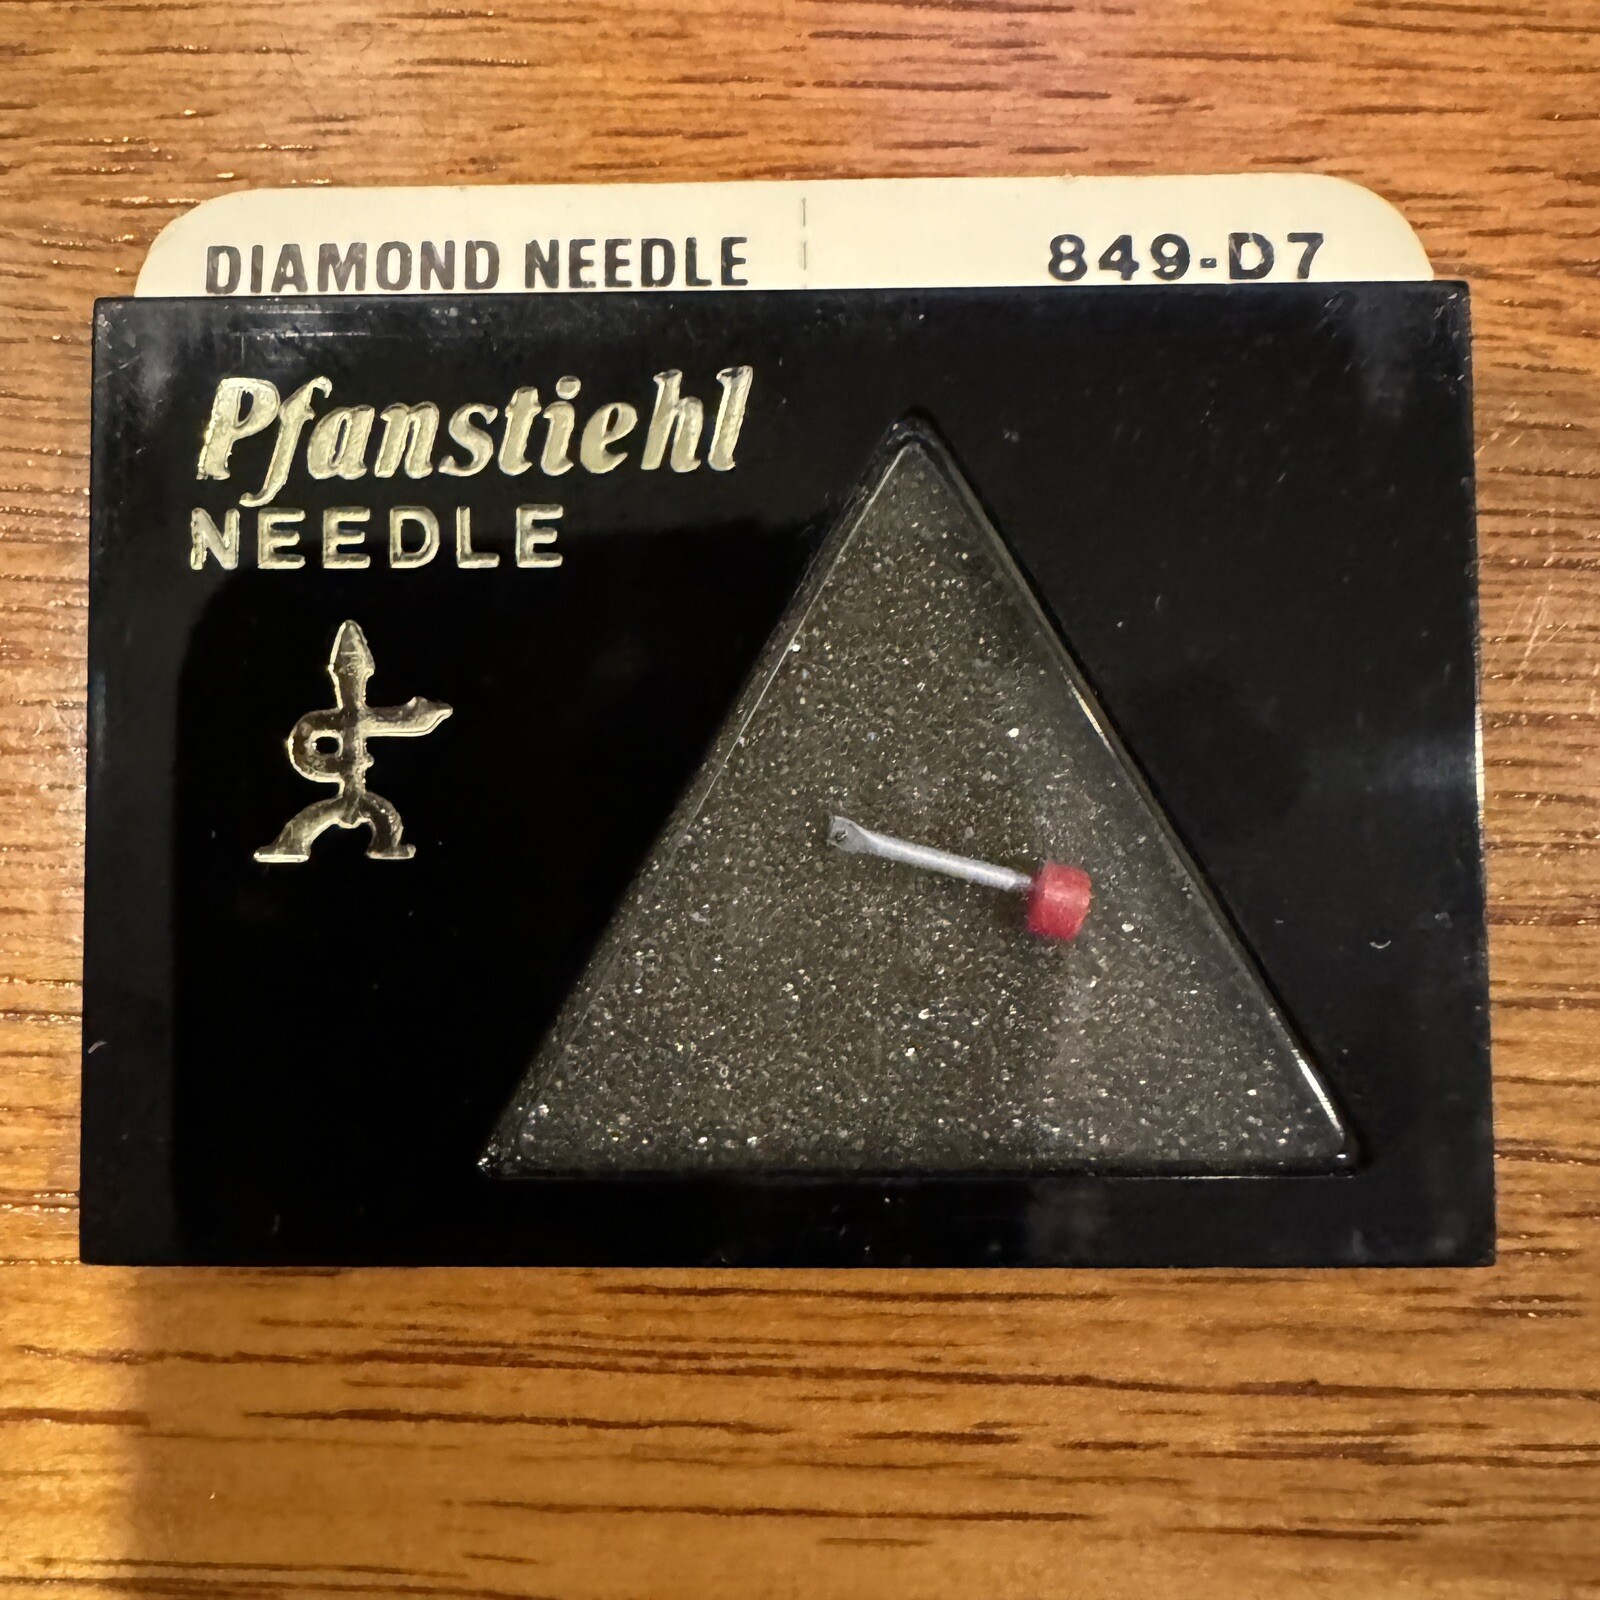 DIAMOND NEEDLE 849-D7
Pfanstiehl
NEEDLE